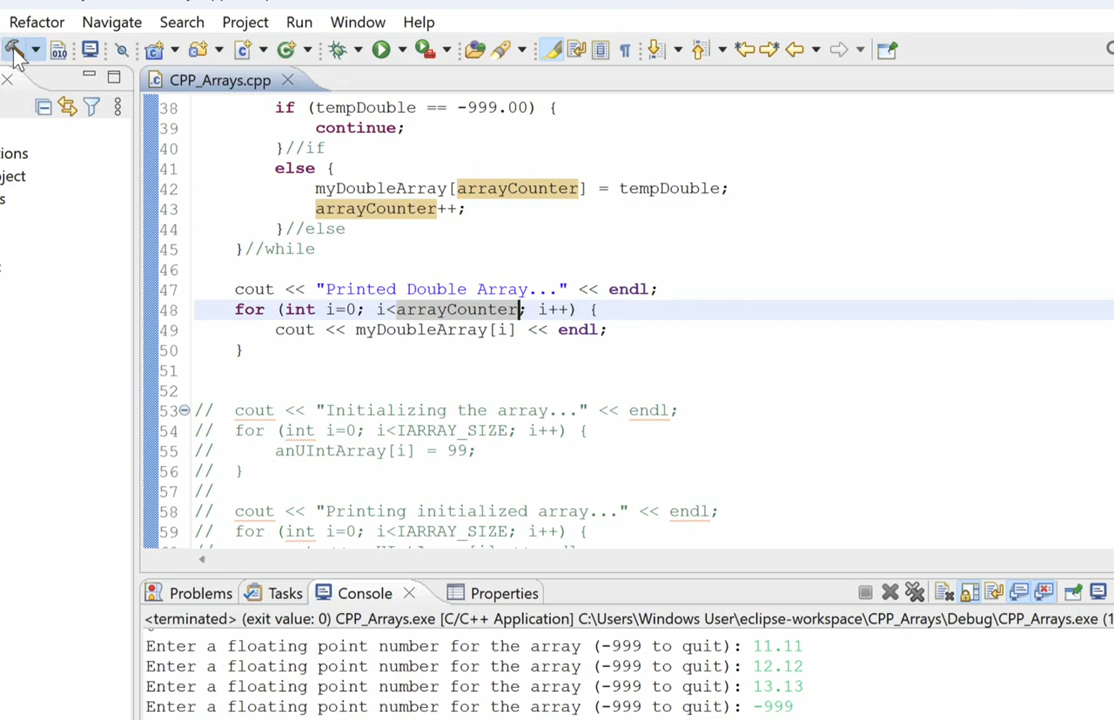 Refactor Navigate Search Project Run Window Help
CPP_Arrays.cpp
ions
ject
s
38 if (tempDouble == -999.00) {
39 continue;
40 }//if
41 else {
42 myDoubleArray[arrayCounter] = tempDouble;
43 arrayCounter++;
44 }//else
45 }//while
46
47 cout << "Printed Double Array..." << endl;
48 for (int i=0; i<arrayCounter; i++) {
49 cout << myDoubleArray[i] << endl;
50 }
51
52
53 // cout << "Initializing the array..." << endl;
54 // for (int i=0; i<IARRAY_SIZE; i++) {
55 // anUIntArray[i] = 99;
56 // }
57 //
58 // cout << "Printing initialized array..." << endl;
59 // for (int i=0; i<IARRAY_SIZE; i++) {
Problems Tasks Console Properties
<terminated> (exit value: 0) CPP_Arrays.exe [C/C++ Application] C:\Users\Windows User\eclipse-workspace\CPP_Arrays\Debug\CPP_Arrays.exe (1
Enter a floating point number for the array (-999 to quit): 11.11
Enter a floating point number for the array (-999 to quit): 12.12
Enter a floating point number for the array (-999 to quit): 13.13
Enter a floating point number for the array (-999 to quit): -999